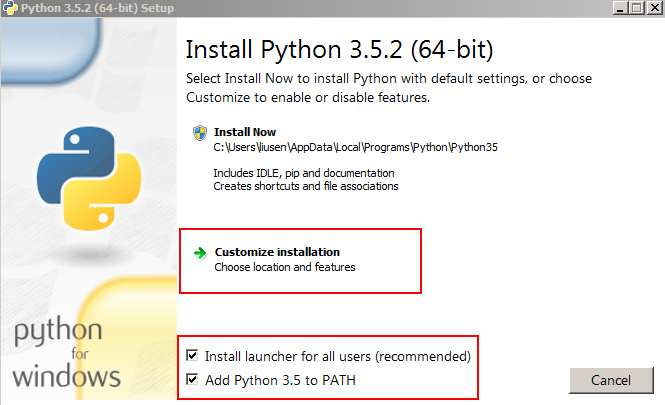 Python 3.5.2 (64-bit) Setup
Install Python 3.5.2 (64-bit)
Select Install Now to install Python with default settings, or choose
Customize to enable or disable features.
Install Now
C:\Users\liusen\AppData\Local\Programs\Python\Python35
Includes IDLE, pip and documentation
Creates shortcuts and file associations
Customize installation
Choose location and features
python
for
windows
Install launcher for all users (recommended)
Add Python 3.5 to PATH
Cancel